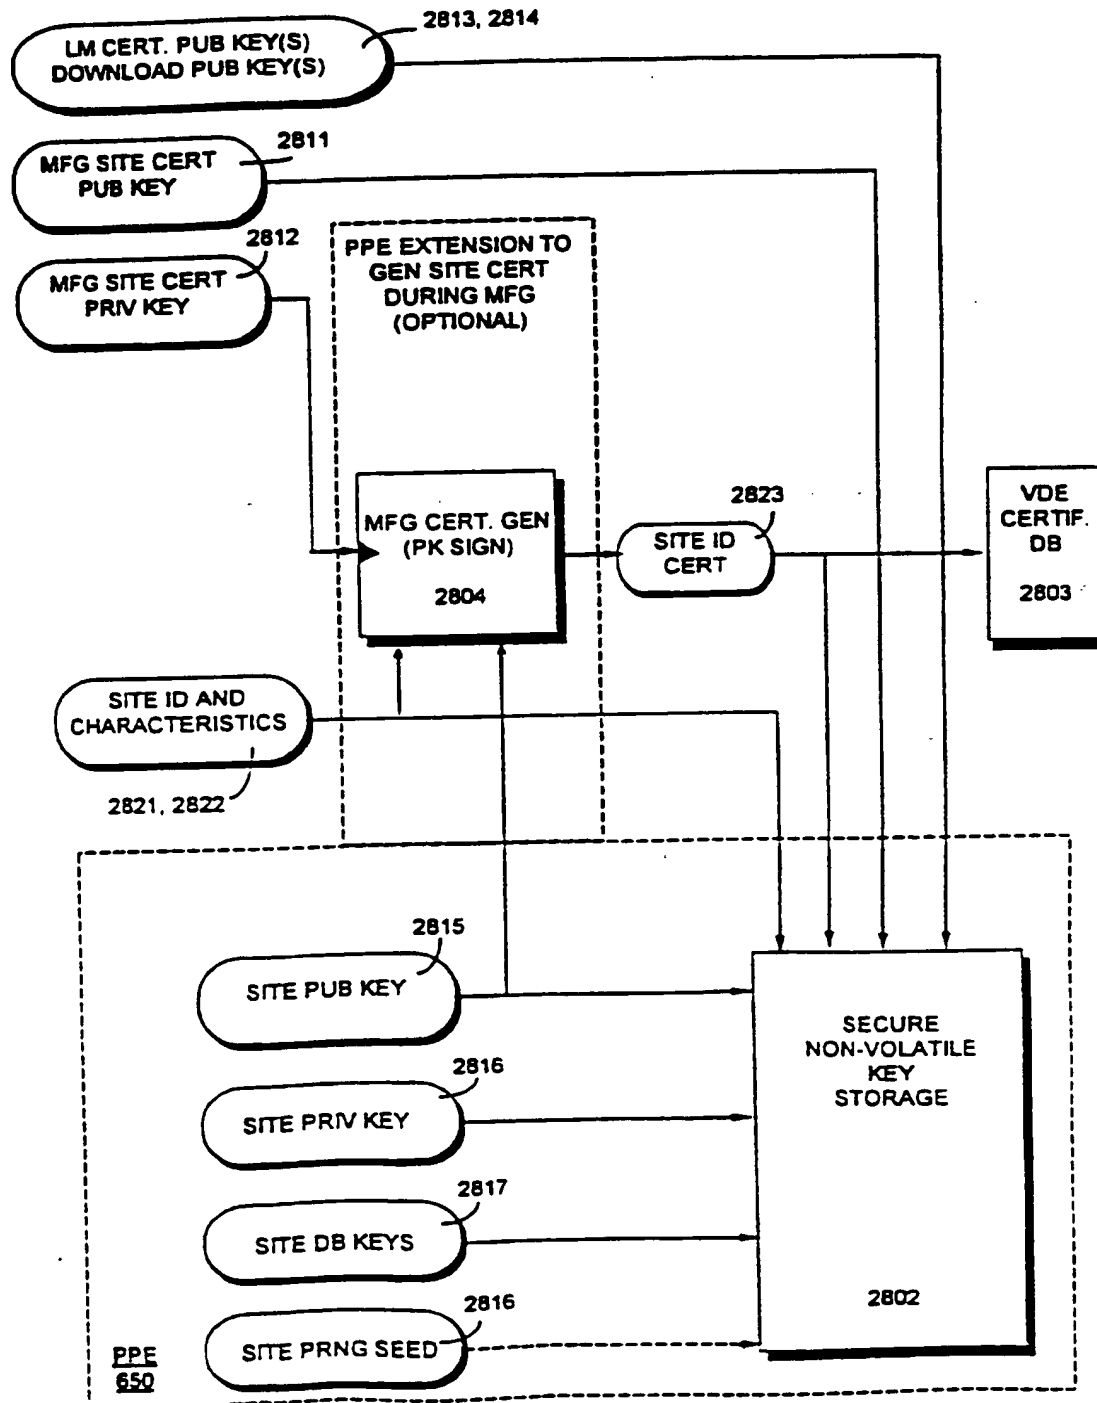 2813, 2814
LM CERT. PUB KEY(S)
DOWNLOAD PUB KEY(S)
2811
MFG SITE CERT
PUB KEY
2812
MFG SITE CERT
PRIV KEY
PPE EXTENSION TO
GEN SITE CERT
DURING MFG
(OPTIONAL)
MFG CERT. GEN
(PK SIGN)
2804
2823
SITE ID
CERT
VDE
CERTIF.
DB
2803
SITE ID AND
CHARACTERISTICS
2821, 2822
2815
SITE PUB KEY
2816
SITE PRIV KEY
2817
SITE DB KEYS
2816
SITE PRNG SEED
SECURE
NON-VOLATILE
KEY
STORAGE
2802
PPE
650